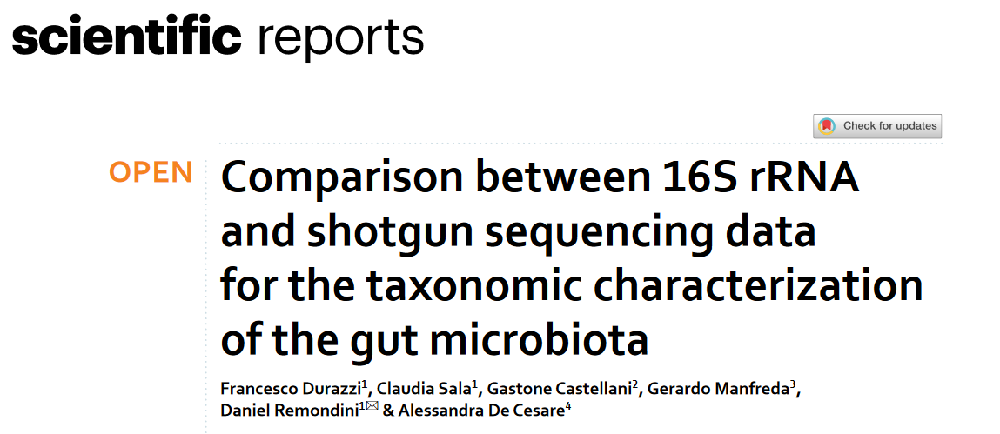 scientific reports
Check for updates
OPEN
Comparison between 16S rRNA
and shotgun sequencing data
for the taxonomic characterization
of the gut microbiota
Francesco Durazzi¹, Claudia Sala¹, Gastone Castellani², Gerardo Manfreda³,
Daniel Remondini¹✉ & Alessandra De Cesare⁴